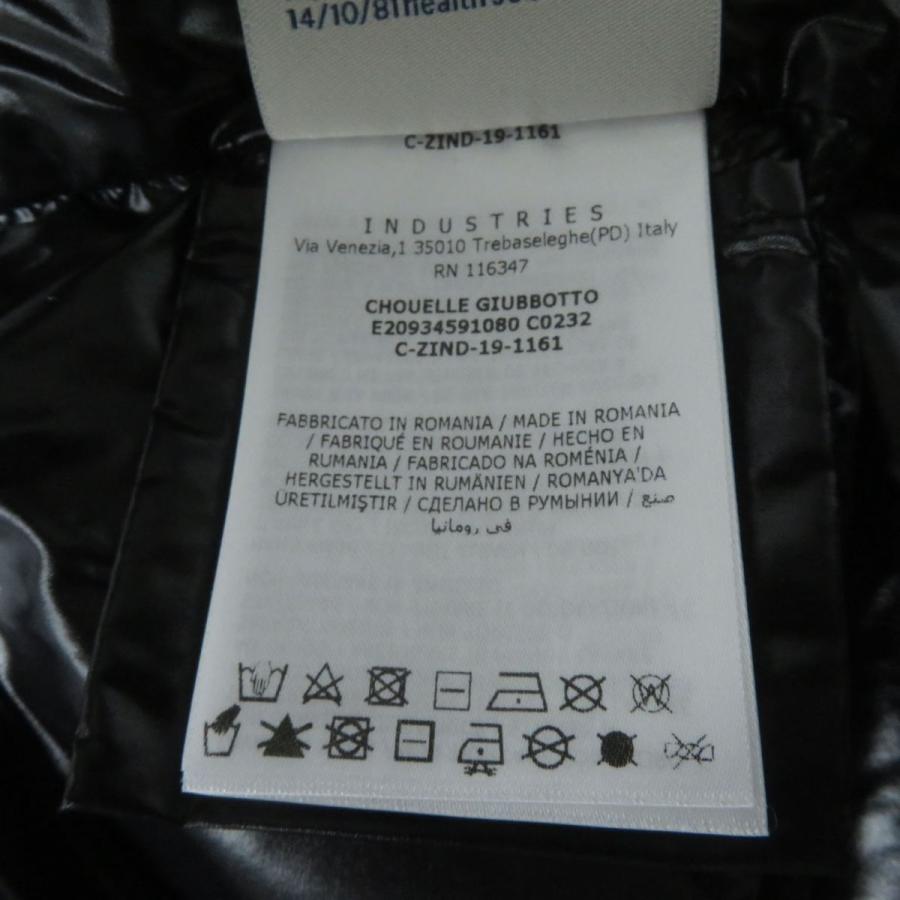 14/10/81
C-ZIND-19-1161
INDUSTRIES
Via Venezia,1 35010 Trebaseleghe(PD) Italy
RN 116347
CHOUELLE GIUBBOTTO
E20934591080 C0232
C-ZIND-19-1161
FABBRICATO IN ROMANIA / MADE IN ROMANIA
/ FABRIQUÉ EN ROUMANIE / HECHO EN
RUMANIA / FABRICADO NA ROMÉNIA /
HERGESTELLT IN RUMÄNIEN / ROMANYA'DA
ÜRETILMIŞTIR / СДЕЛАНО В РУМЫНИИ / صنع
في رومانيا